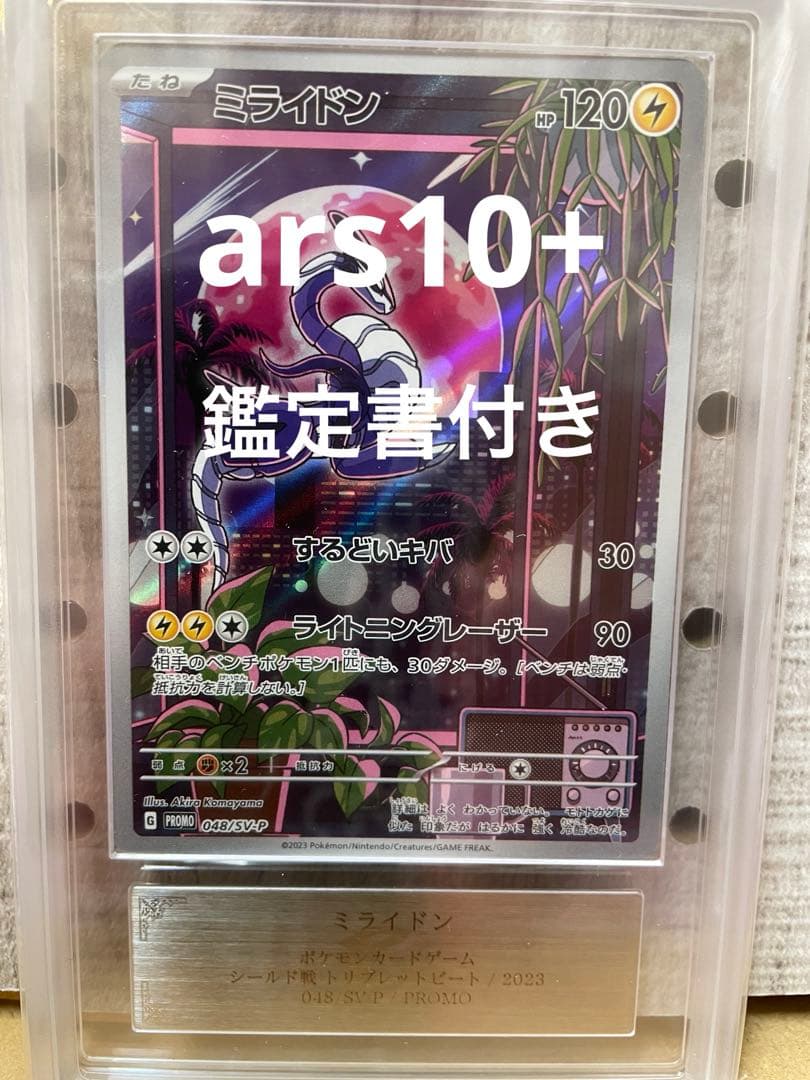 たね
ミライドン
HP 120
ars10+
鑑定書付き
するどいキバ 30
ライトニングレーザー 90
相手のベンチポケモン1匹にも、30ダメージ。[ベンチは弱点・
抵抗力を計算しない。]
弱点 ×2 抵抗力 にげる
Illus. Akira Komayama
G PROMO 048/SV-P
詳細は よく わかっていない。 モトトカゲに
似た 印象だが はるかに 強く 冷酷なのだ。
©2023 Pokémon/Nintendo/Creatures/GAME FREAK.
ミライドン
ポケモンカードゲーム
シールド戦 トリプレットビート / 2023
048/SV-P / PROMO